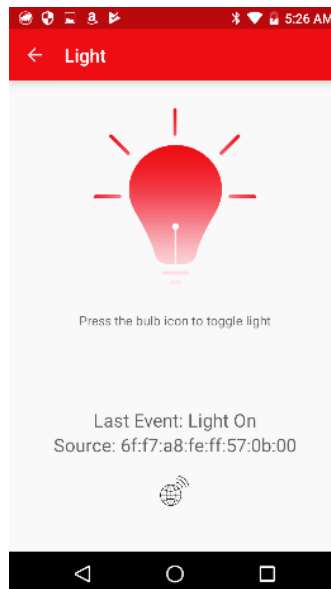 5:26 AM
Light
Press the bulb icon to toggle light
Last Event: Light On
Source: 6f:f7:a8:fe:ff:57:0b:00